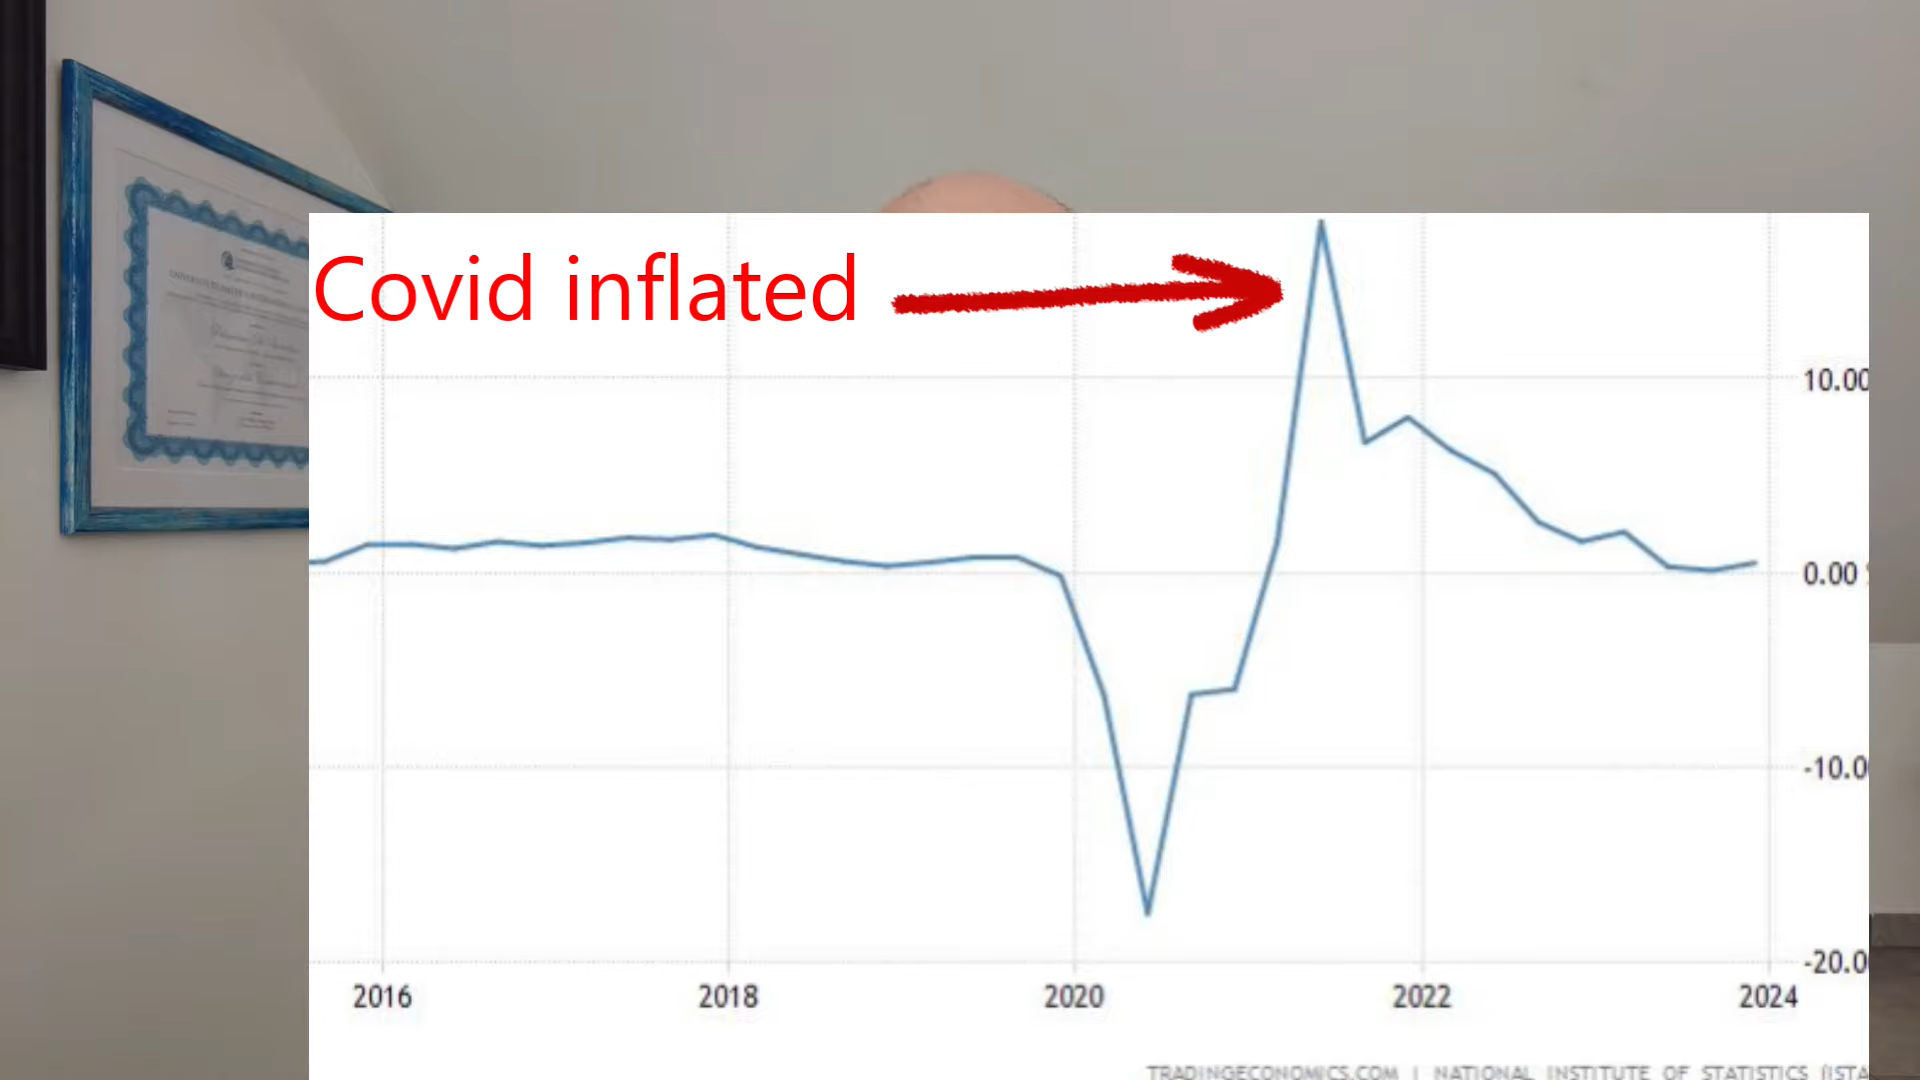 Covid inflated
10.00
0.00
-10.0
-20.0
2016 2018 2020 2022 2024
TRADINGECONOMICS.COM | NATIONAL INSTITUTE OF STATISTICS (ISTA